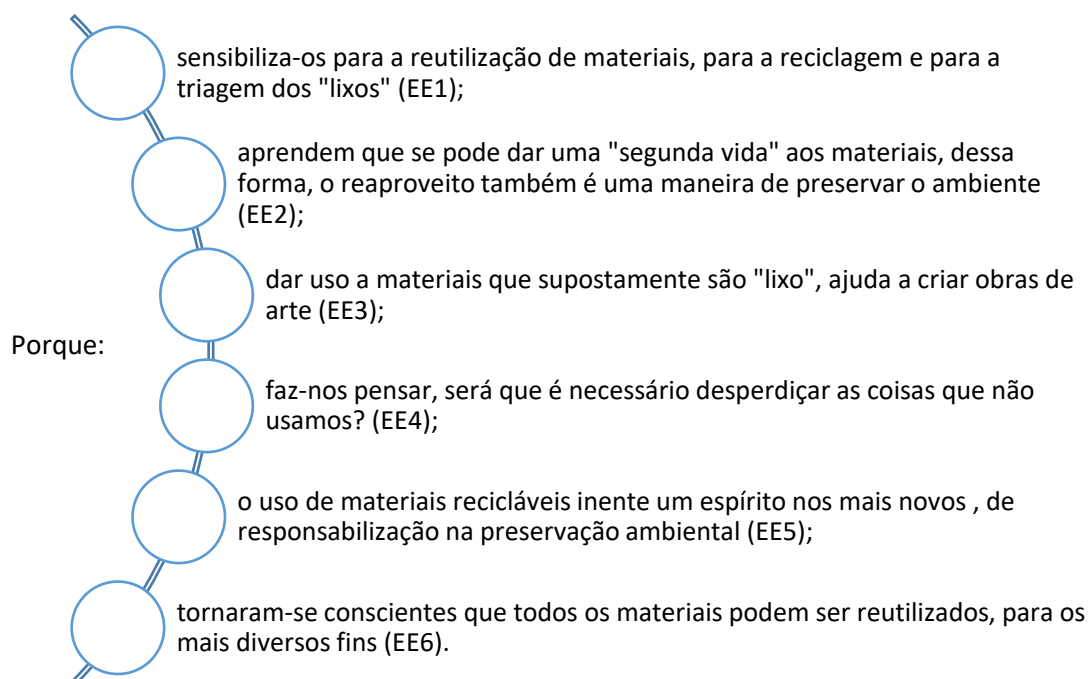 sensibiliza-os para a reutilização de materiais, para a reciclagem e para a
triagem dos "lixos" (EE1);
aprendem que se pode dar uma "segunda vida" aos materiais, dessa
forma, o reaproveito também é uma maneira de preservar o ambiente
(EE2);
dar uso a materiais que supostamente são "lixo", ajuda a criar obras de
arte (EE3);
Porque:
faz-nos pensar, será que é necessário desperdiçar as coisas que não
usamos? (EE4);
o uso de materiais recicláveis inente um espírito nos mais novos , de
responsabilização na preservação ambiental (EE5);
tornaram-se conscientes que todos os materiais podem ser reutilizados, para os
mais diversos fins (EE6).